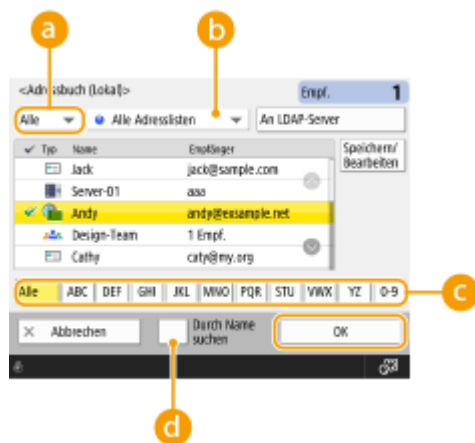 a
b
<Adressbuch (Lokal)>
Empf. 1
Alle
Alle Adresslisten
An LDAP-Server
Typ Name Empfänger
Speichern/
Bearbeiten
Jack jack@sample.com
Server-01 aaa
Andy andy@exsample.net
Design-Team 1 Empf.
Cathy caty@my.org
Alle ABC DEF GHI JKL MNO PQR STU VWX YZ 0-9
c
Abbrechen
Durch Name
suchen
OK
d